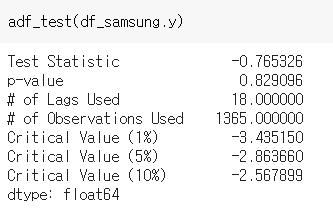 adf_test(df_samsung.y)
Test Statistic -0.765326
p-value 0.829096
# of Lags Used 18.000000
# of Observations Used 1365.000000
Critical Value (1%) -3.435150
Critical Value (5%) -2.863660
Critical Value (10%) -2.567899
dtype: float64